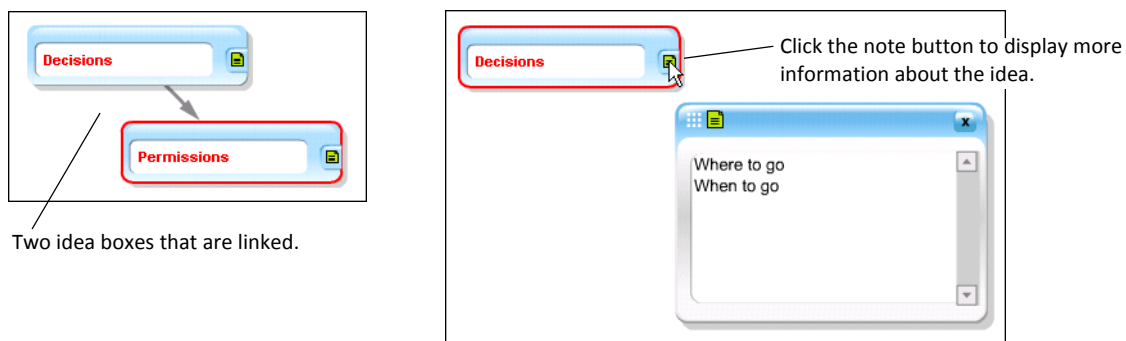 Decisions
Permissions
Two idea boxes that are linked.
Decisions
Click the note button to display more
information about the idea.
x
Where to go
When to go